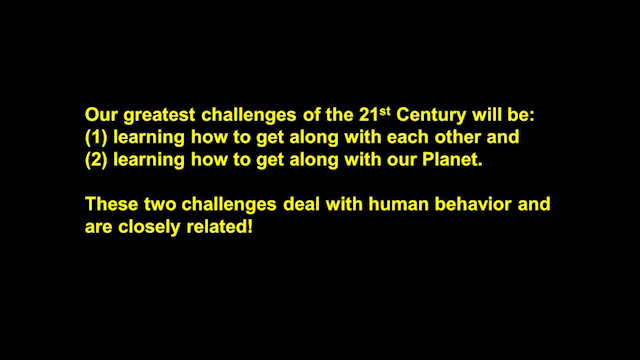 Our greatest challenges of the 21st Century will be:
(1) learning how to get along with each other and
(2) learning how to get along with our Planet.
These two challenges deal with human behavior and
are closely related!